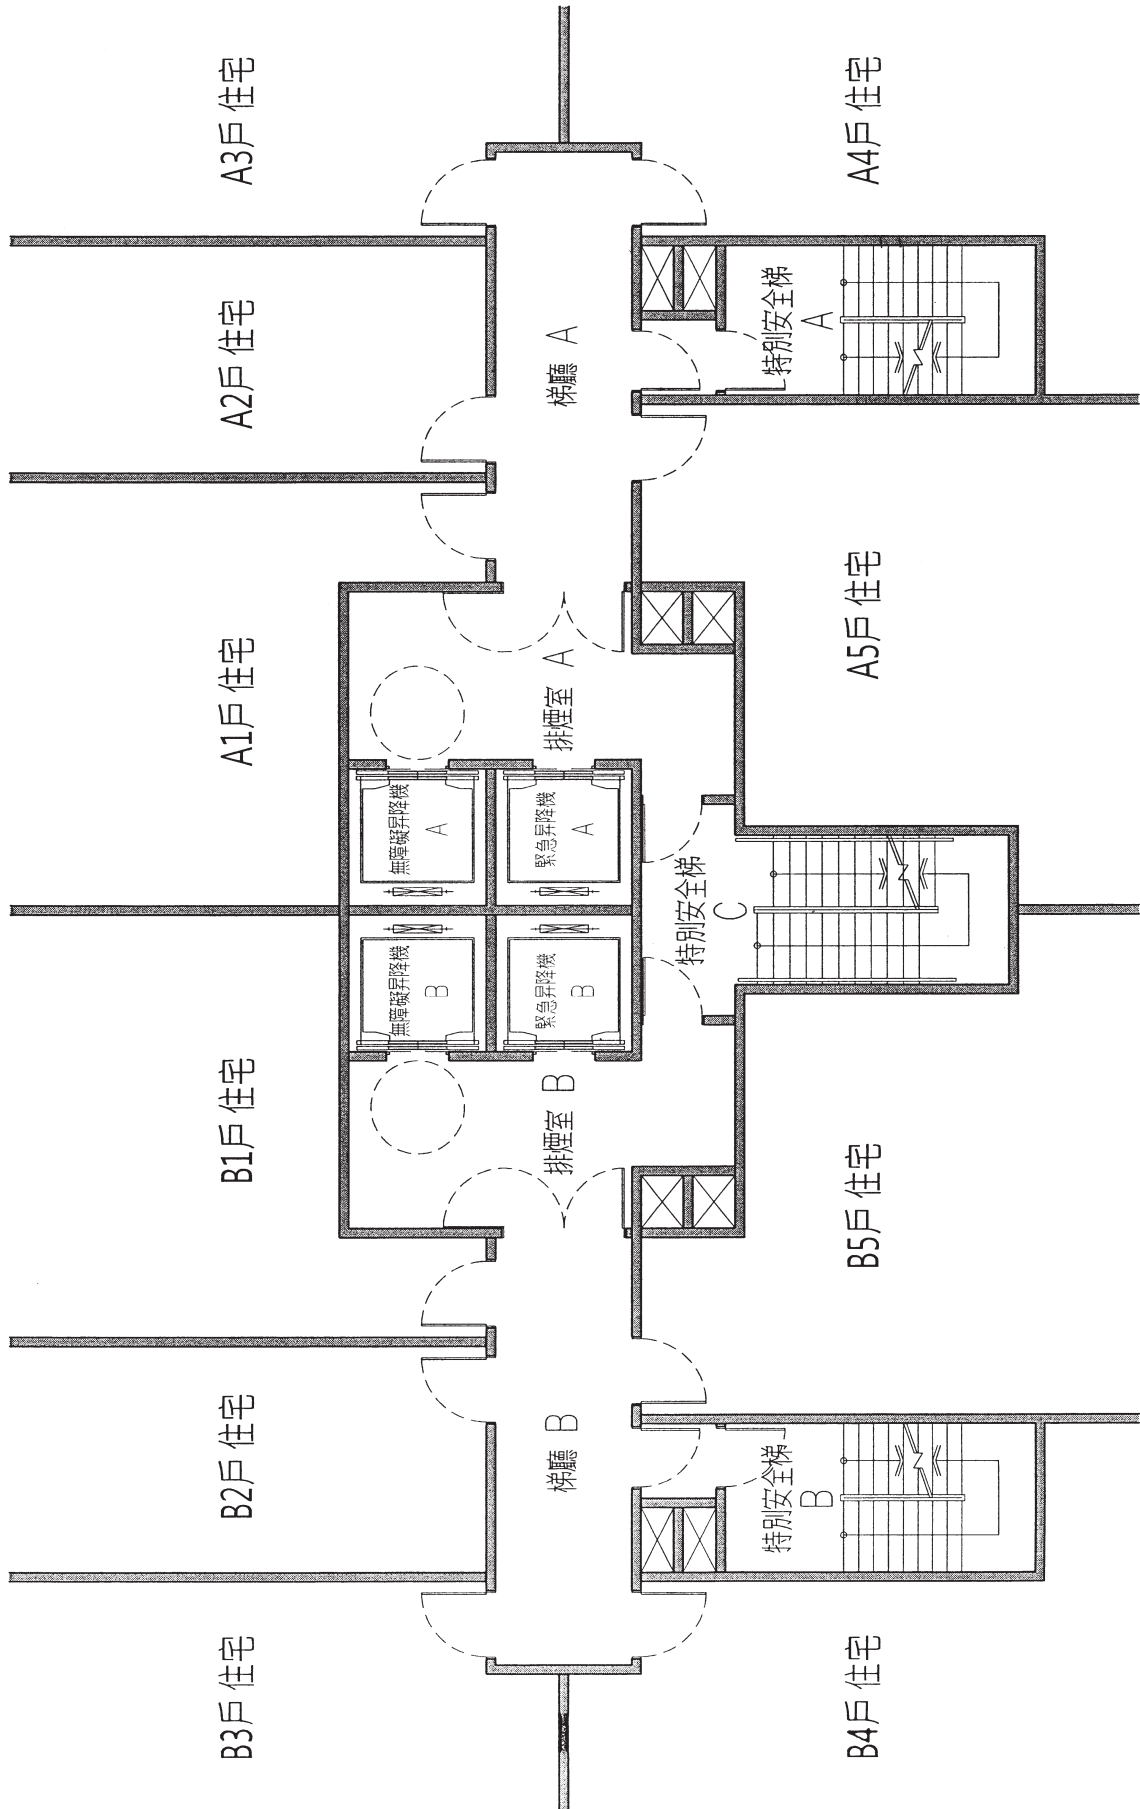 B3戶 住宅
B2戶 住宅
B1戶 住宅
A1戶 住宅
A2戶 住宅
A3戶 住宅
無障礙昇降機
B
無障礙昇降機
A
緊急昇降機
B
緊急昇降機
A
梯廳 B
排煙室 B
排煙室 A
梯廳 A
特別安全梯
C
特別安全梯
B
特別安全梯
A
B4戶 住宅
B5戶 住宅
A5戶 住宅
A4戶 住宅